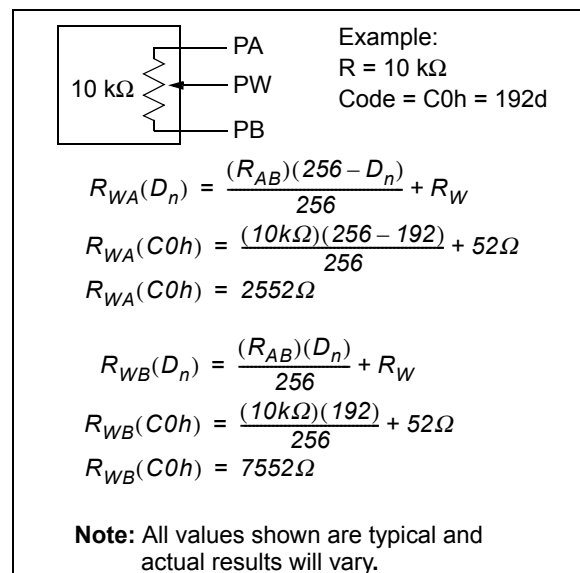 PA
Example:
10 kΩ
PW
R = 10 kΩ
PB
Code = C0h = 192d
R_WA(D_n) = (R_AB)(256 – D_n)/256 + R_W
R_WA(C0h) = (10kΩ)(256 – 192)/256 + 52Ω
R_WA(C0h) = 2552Ω
R_WB(D_n) = (R_AB)(D_n)/256 + R_W
R_WB(C0h) = (10kΩ)(192)/256 + 52Ω
R_WB(C0h) = 7552Ω
Note: All values shown are typical and
actual results will vary.